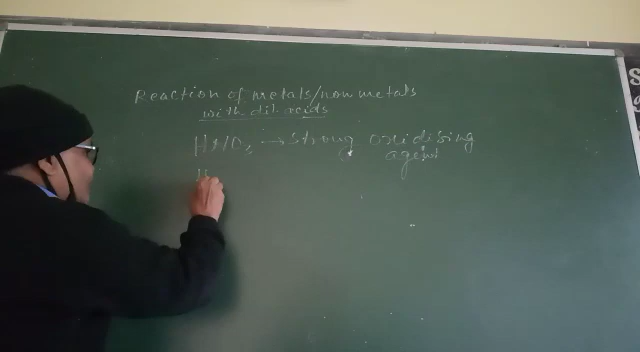 Reaction of metals/non metals
with dil. acids
HNO3 → strong oxidising
agent
H
S